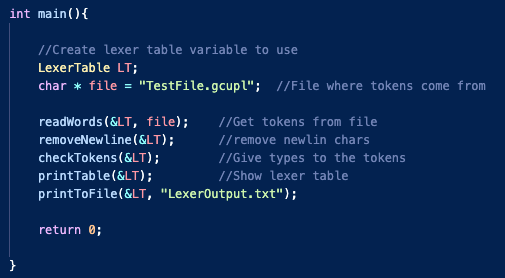 int main(){
//Create lexer table variable to use
LexerTable LT;
char * file = "TestFile.gcupl";  //File where tokens come from
readWords(&LT, file);    //Get tokens from file
removeNewline(&LT);      //remove newlin chars
checkTokens(&LT);        //Give types to the tokens
printTable(&LT);         //Show lexer table
printToFile(&LT, "LexerOutput.txt");
return 0;
}